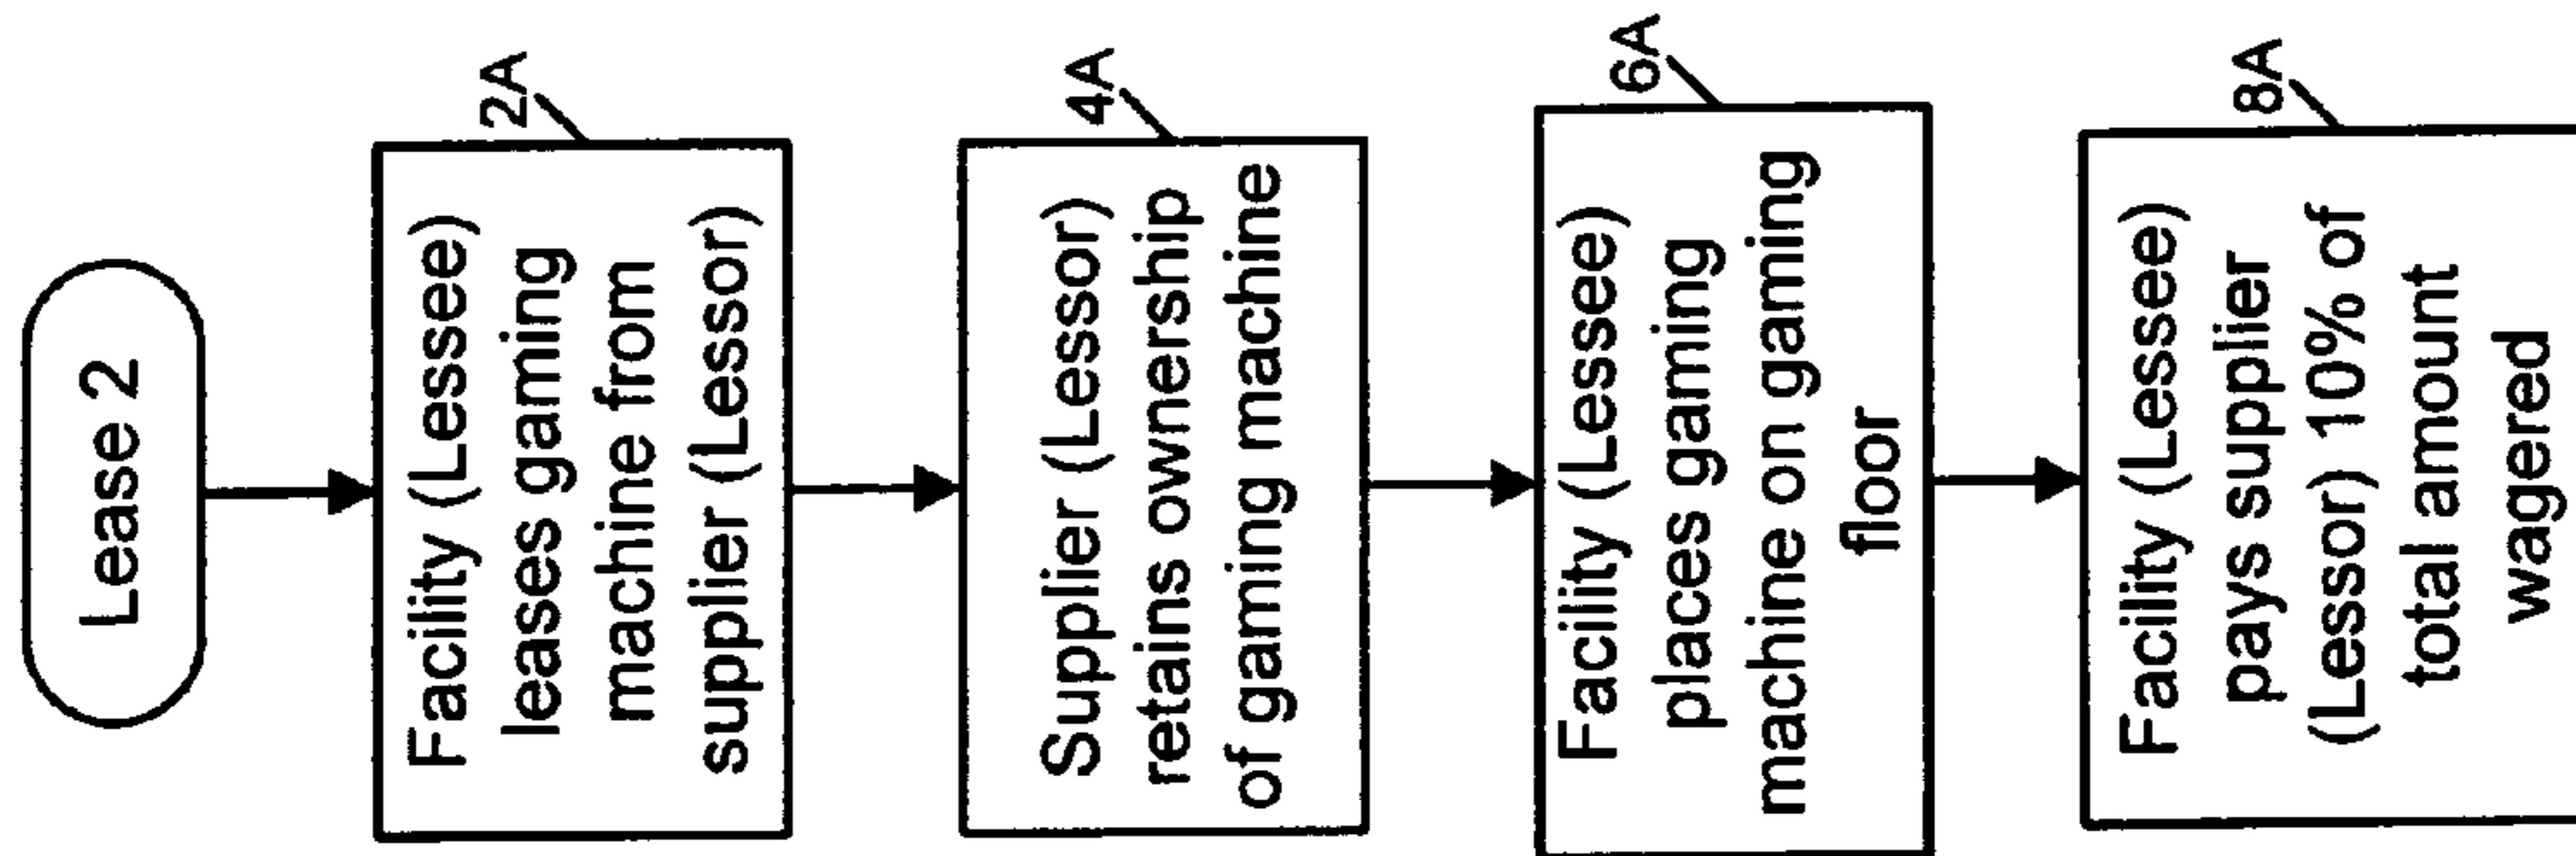 Lease 2
2A
Facility (Lessee)
leases gaming
machine from
supplier (Lessor)
4A
Supplier (Lessor)
retains ownership
of gaming machine
6A
Facility (Lessee)
places gaming
machine on gaming
floor
8A
Facility (Lessee)
pays supplier
(Lessor) 10% of
total amount
wagered